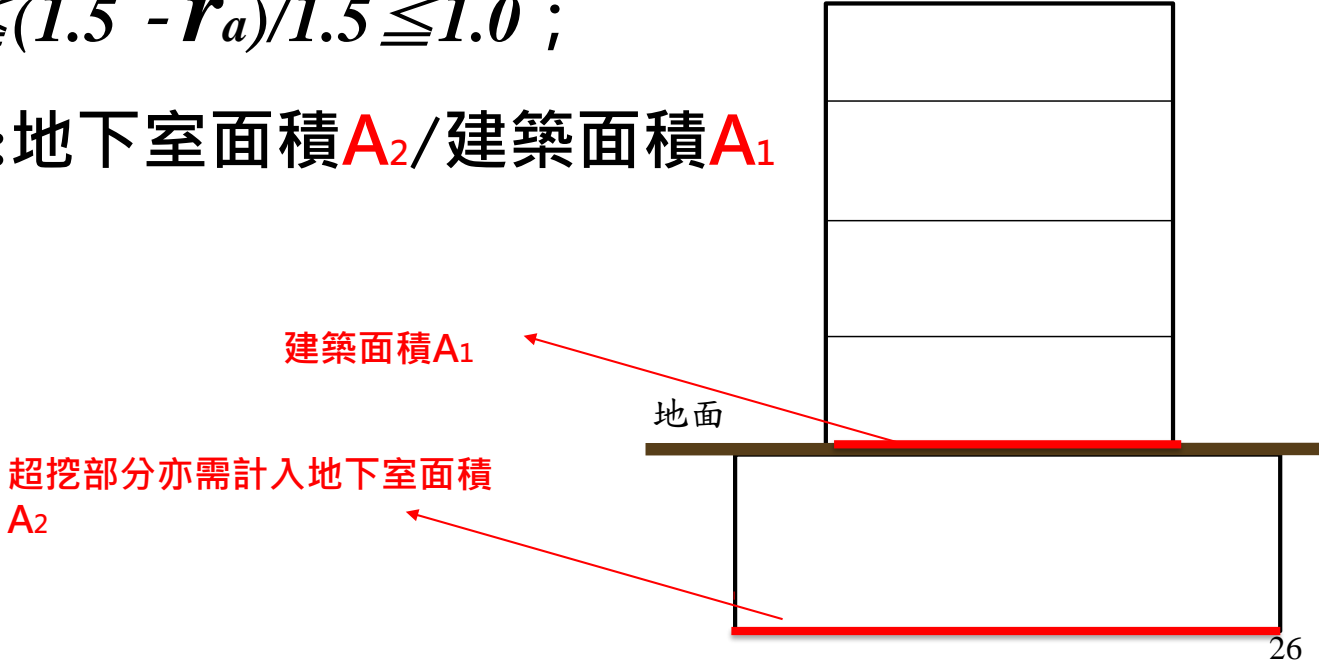 ≦(1.5 - ra)/1.5≦1.0；
:地下室面積A2/建築面積A1
建築面積A1
地面
超挖部分亦需計入地下室面積
A2
26